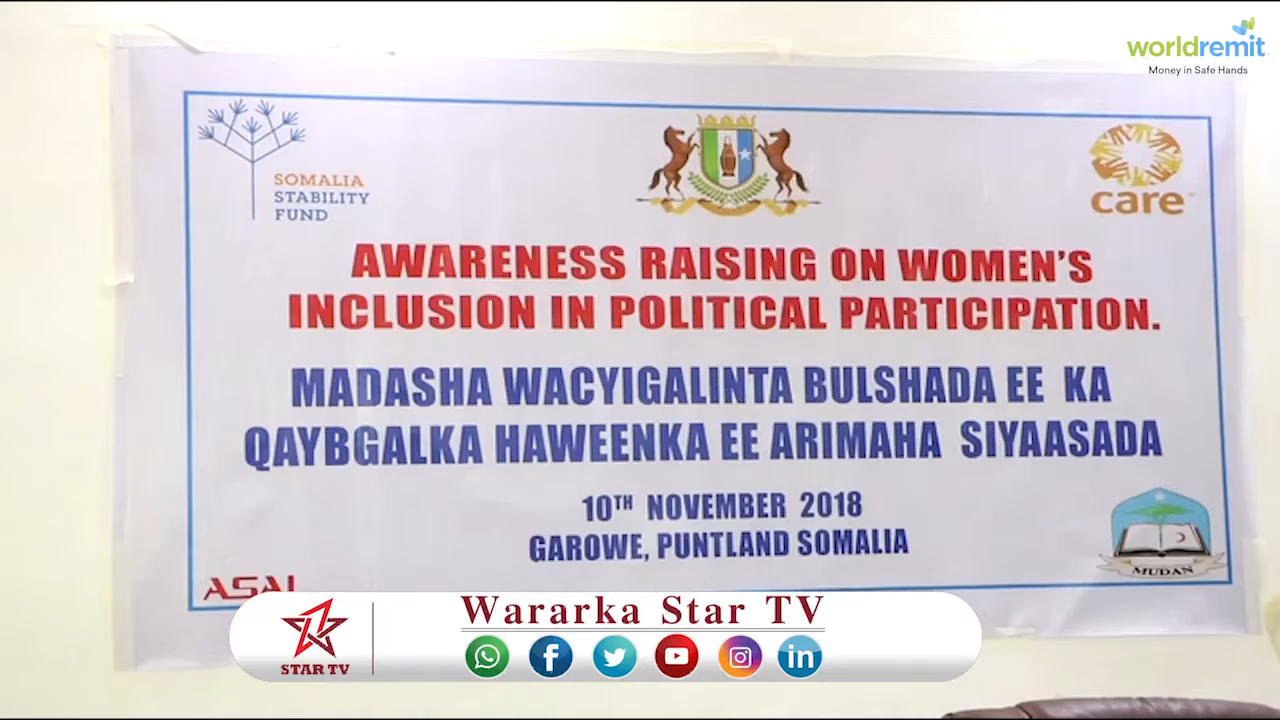 worldremit
Money in Safe Hands
SOMALIA
STABILITY
FUND
care
AWARENESS RAISING ON WOMEN'S
INCLUSION IN POLITICAL PARTICIPATION.
MADASHA WACYIGALINTA BULSHADA EE KA
QAYBGALKA HAWEENKA EE ARIMAHA SIYAASADA
10TH NOVEMBER 2018
GAROWE, PUNTLAND SOMALIA
MUDAN
Wararka Star TV
STAR TV